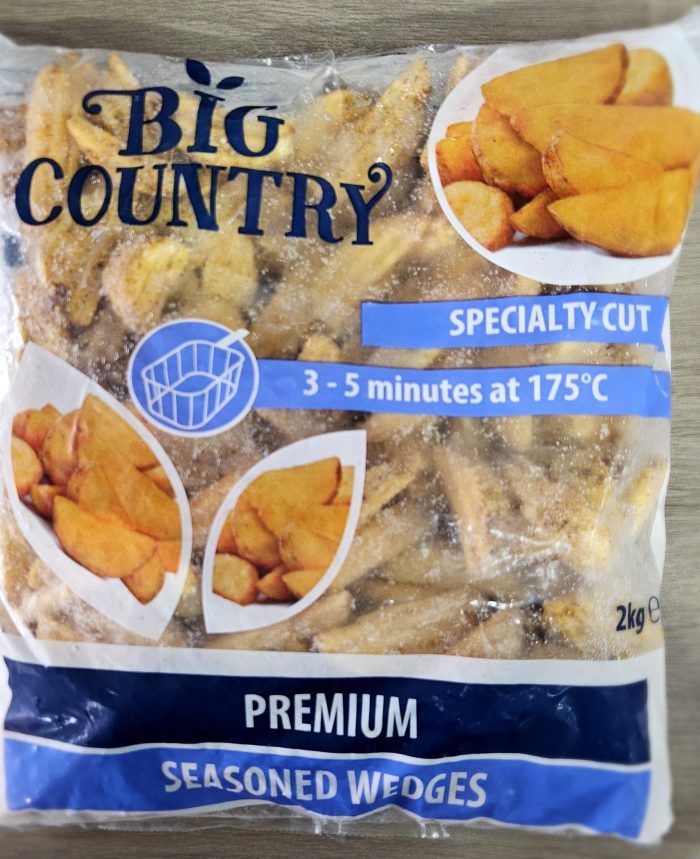 BIG
COUNTRY
SPECIALTY CUT
3 - 5 minutes at 175°C
2kg ℮
PREMIUM
SEASONED WEDGES